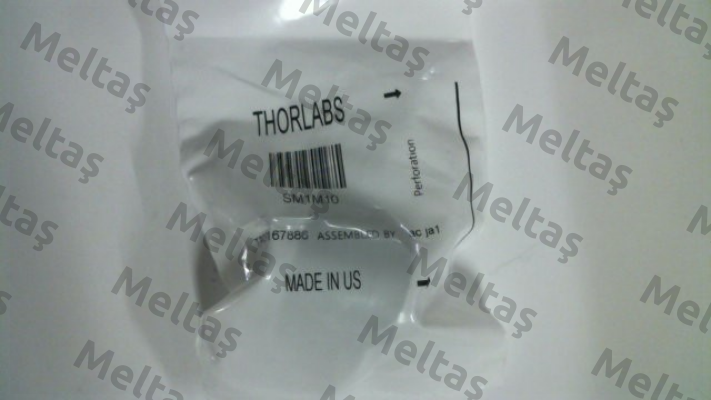 THORLABS
SM1M10
ASSEMBLED BY
Perforation
MADE IN US
Meltaş